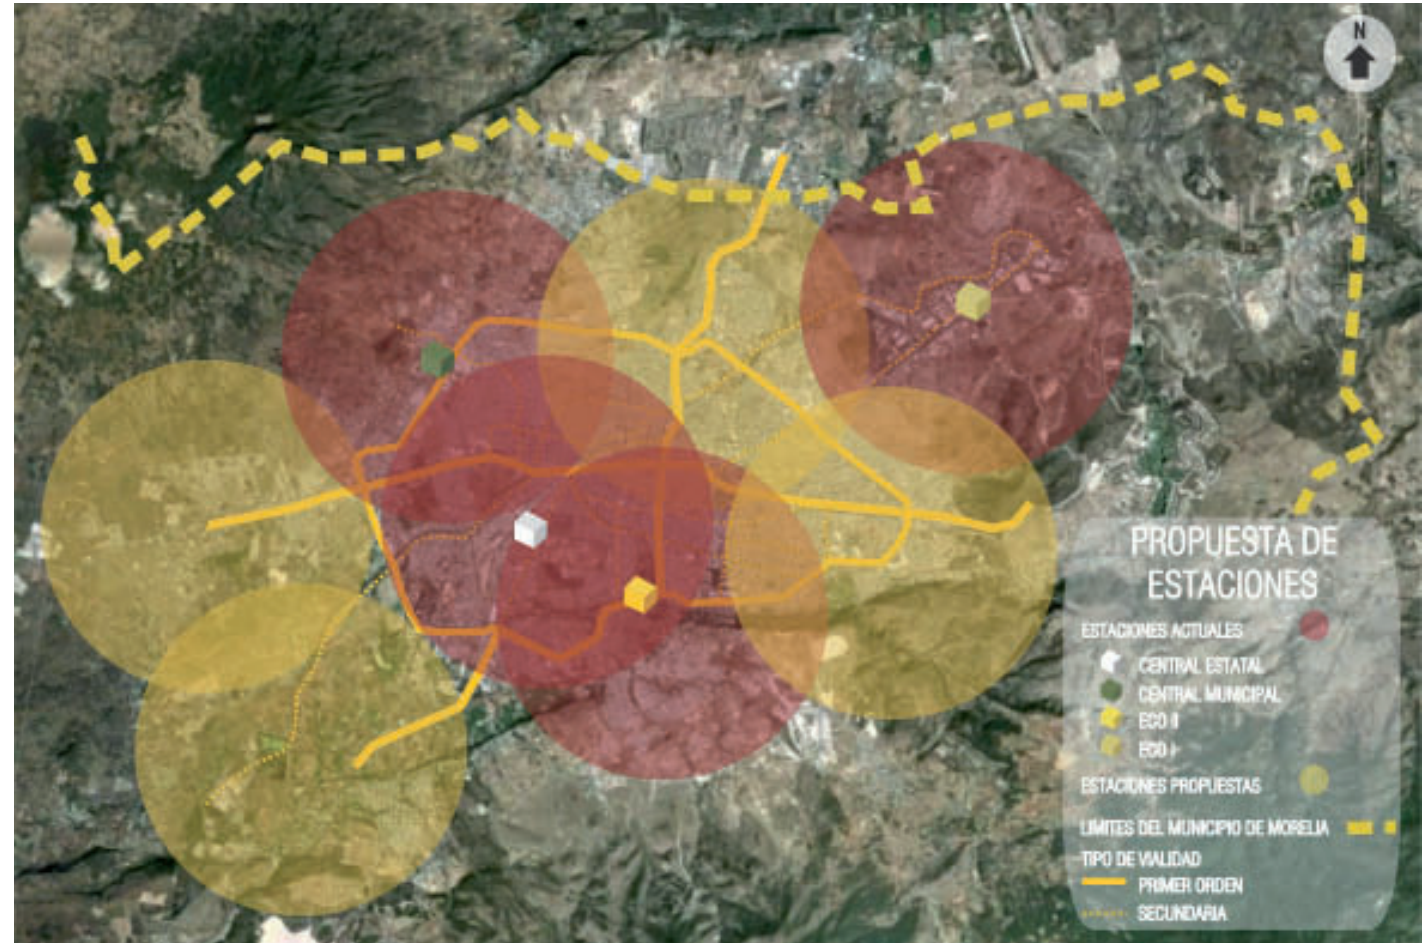 N
PROPUESTA DE
ESTACIONES
ESTACIONES ACTUALES
CENTRAL ESTATAL
CENTRAL MUNICIPAL
ECO II
ECO I
ESTACIONES PROPUESTAS
LIMITES DEL MUNICIPIO DE MORELIA
TIPO DE VIALIDAD
PRIMER ORDEN
SECUNDARIA